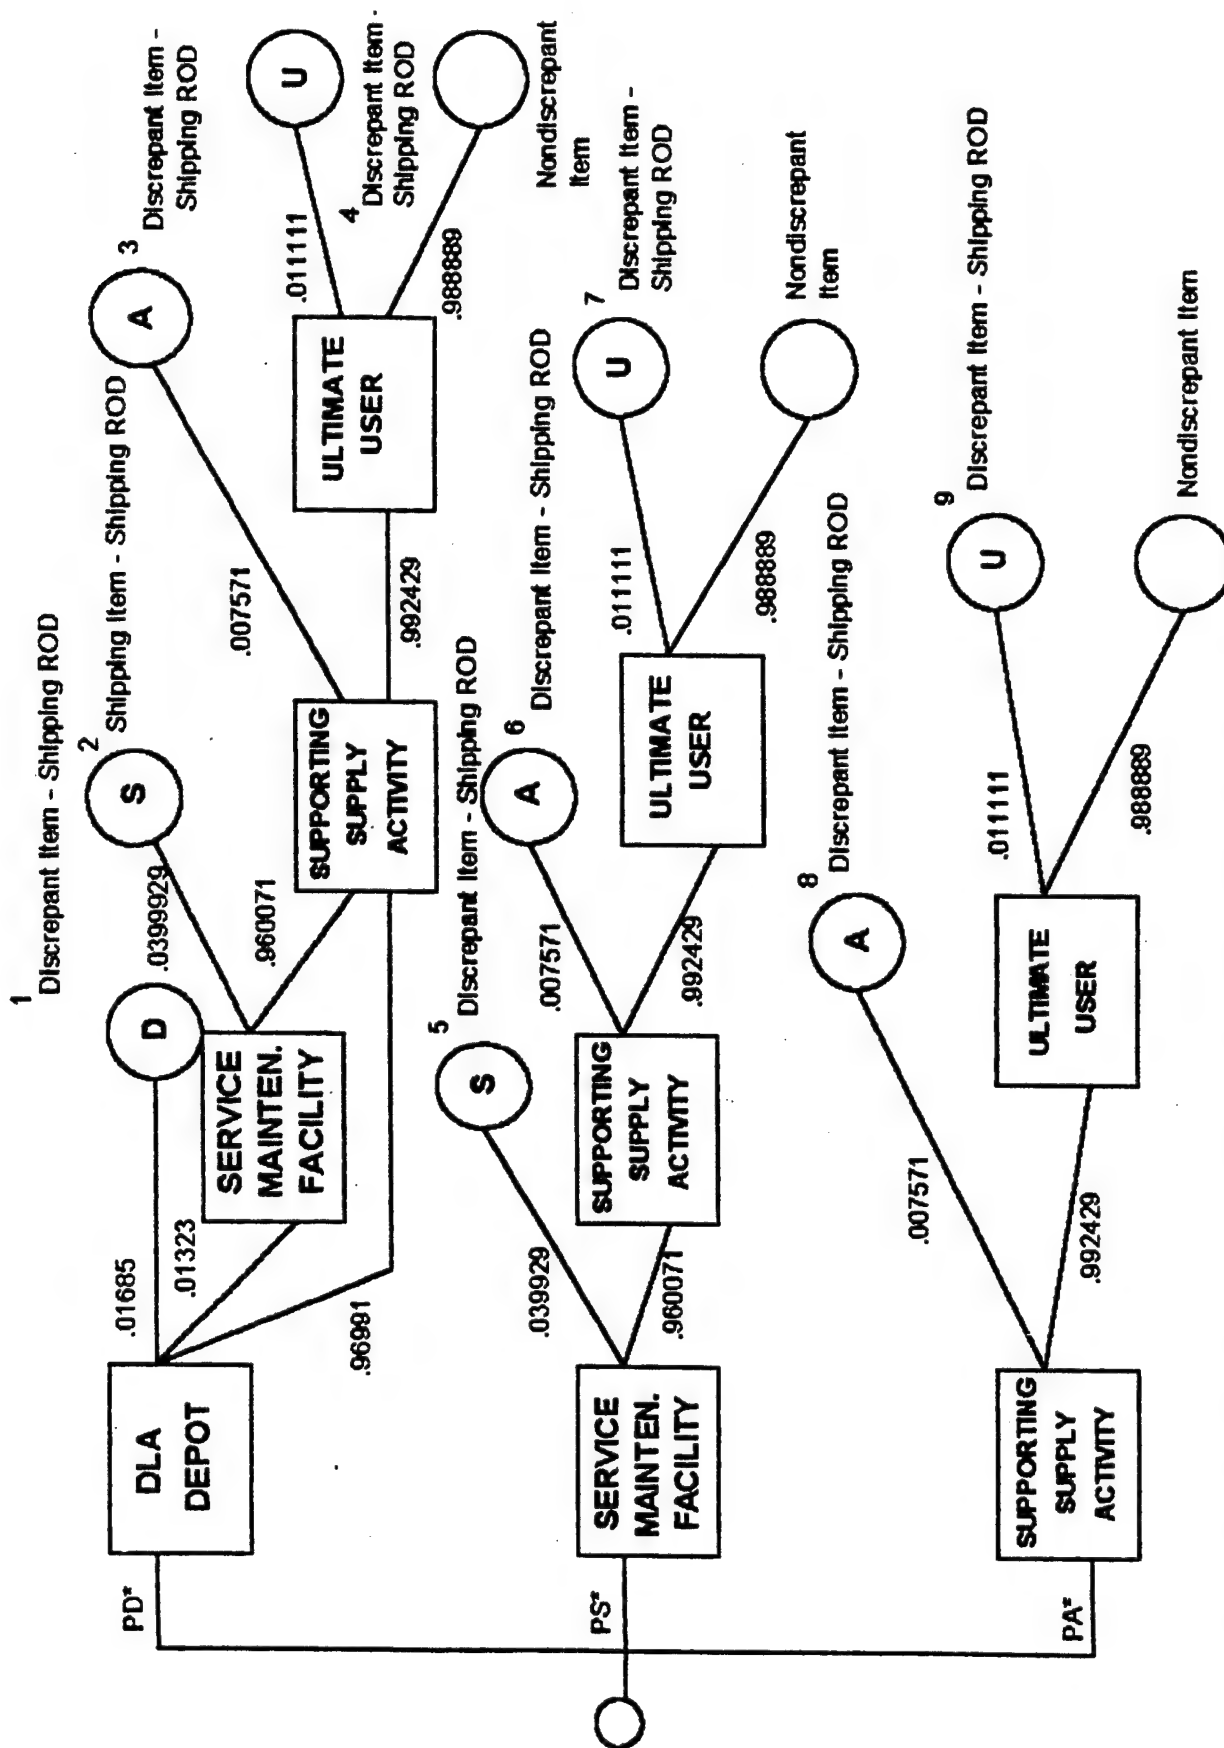 1
Discrepant Item - Shipping ROD
2
Shipping Item - Shipping ROD
3
Discrepant Item -
Shipping ROD
PD*
DLA
DEPOT
.01685
D
.01323
.96991
SERVICE
MAINTEN.
FACILITY
.0399929
S
.960071
SUPPORTING
SUPPLY
ACTIVITY
.007571
A
.992429
ULTIMATE
USER
.011111
U
4
Discrepant Item -
Shipping ROD
.988889
Nondiscrepant
Item
PS*
SERVICE
MAINTEN.
FACILITY
.039929
S
5
Discrepant Item - Shipping ROD
.960071
SUPPORTING
SUPPLY
ACTIVITY
.007571
A
6
Discrepant Item - Shipping ROD
.992429
ULTIMATE
USER
.011111
U
7
Discrepant Item -
Shipping ROD
.988889
Nondiscrepant
Item
PA*
SUPPORTING
SUPPLY
ACTIVITY
.007571
A
8
Discrepant Item - Shipping ROD
.992429
ULTIMATE
USER
.011111
U
9
Discrepant Item - Shipping ROD
.988889
Nondiscrepant Item